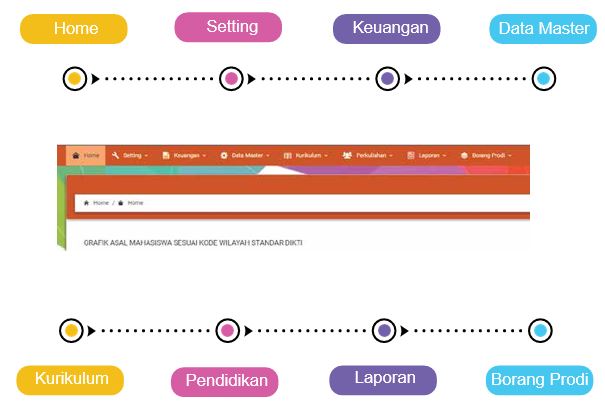 Home
Setting
Keuangan
Data Master
Home Setting Keuangan Data Master Kurikulum Perkuliahan Laporan Borang Prodi
Home / Home
GRAFIK ASAL MAHASISWA SESUAI KODE WILAYAH STANDAR DIKTI
Kurikulum
Pendidikan
Laporan
Borang Prodi